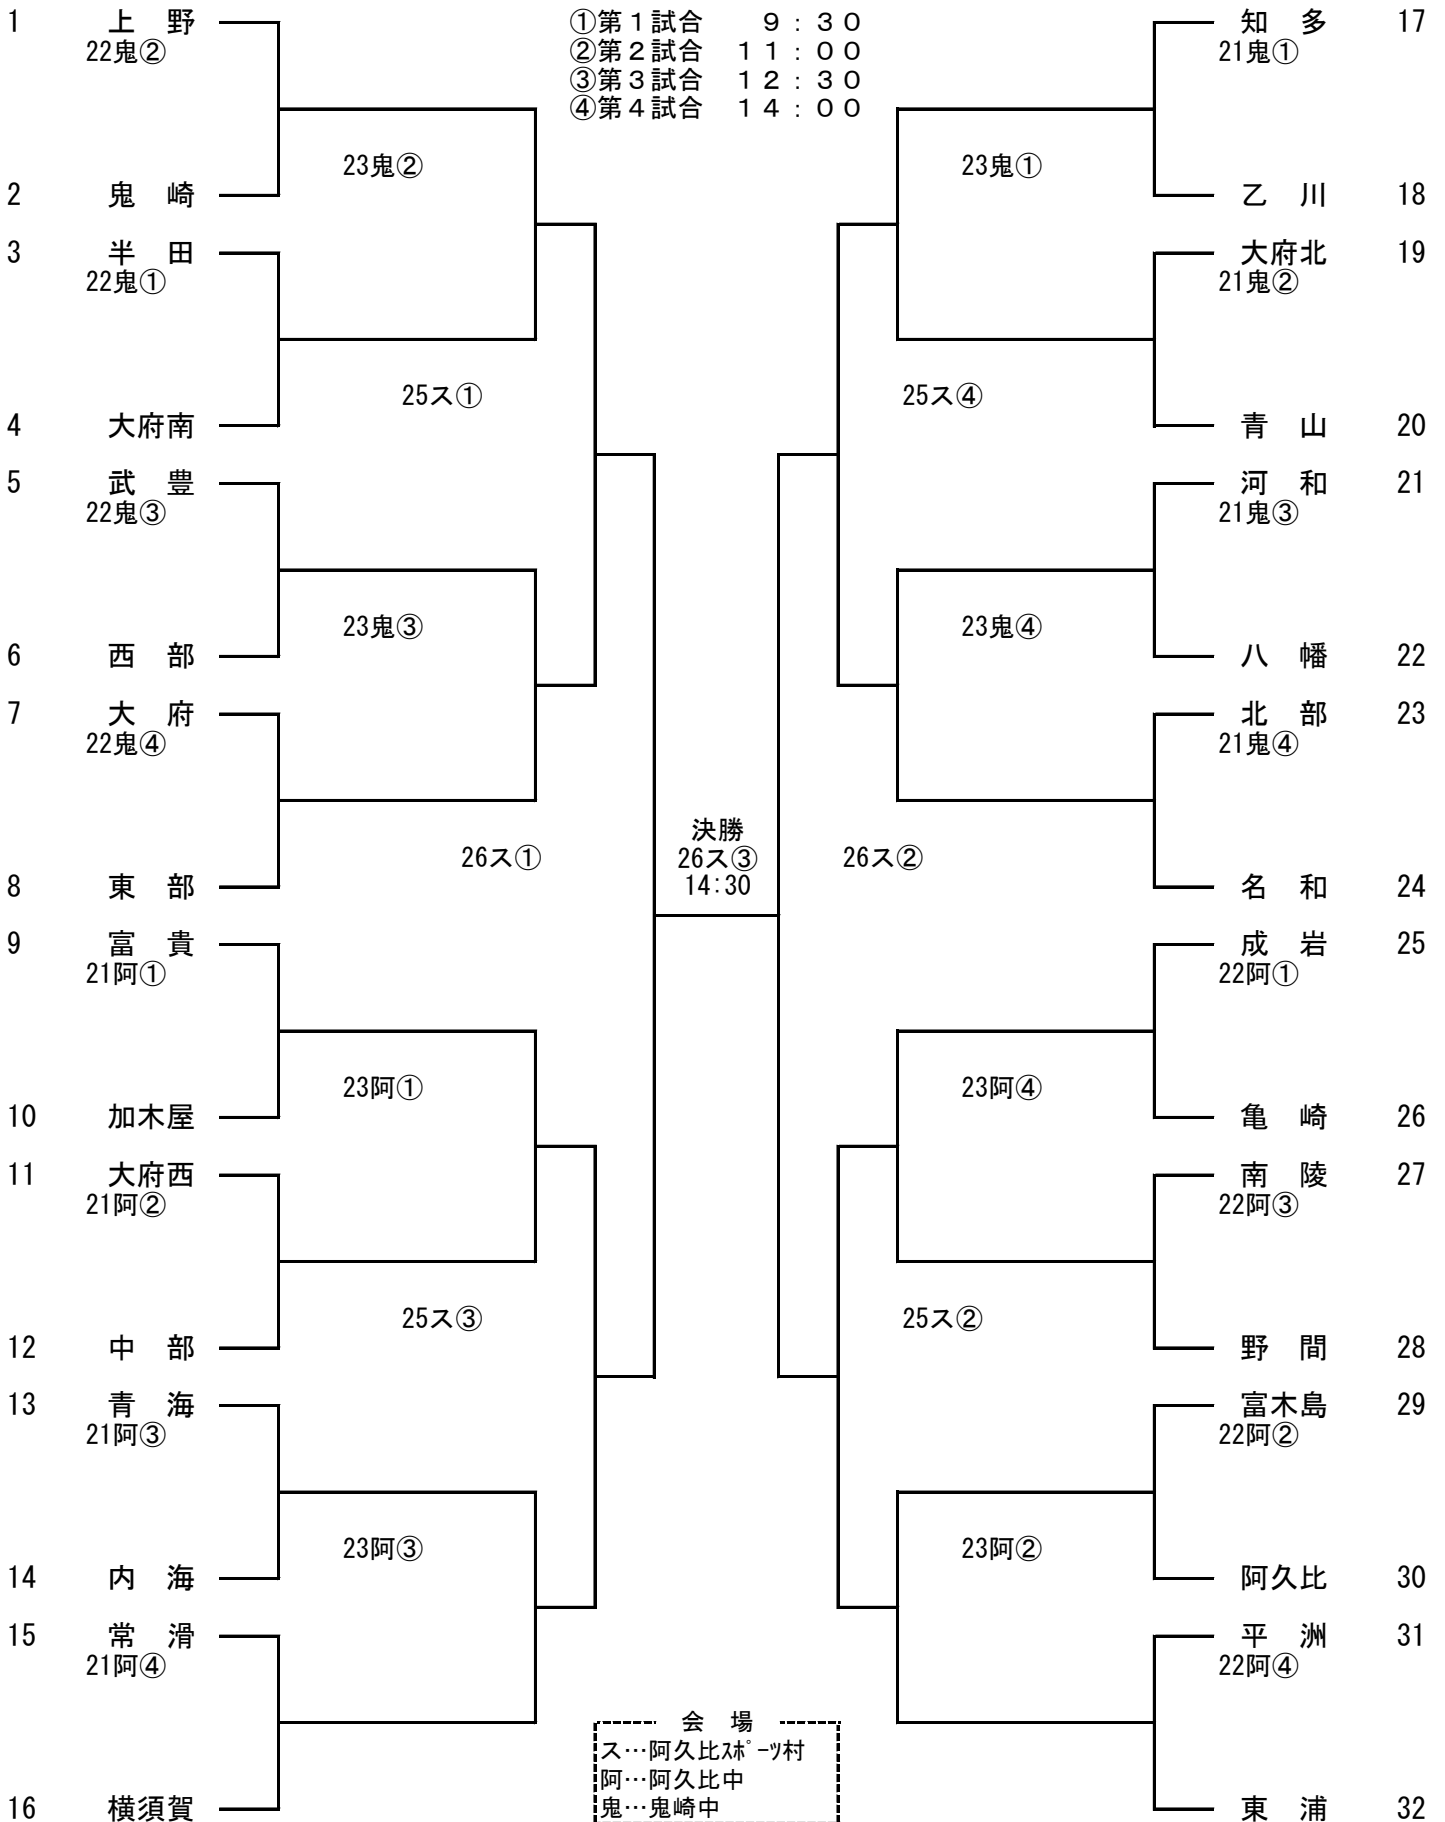 ①第1試合 9:30
②第2試合 11:00
③第3試合 12:30
④第4試合 14:00
1 上 野
22鬼②
23鬼②
2 鬼 崎
3 半 田
22鬼①
25ス①
4 大府南
5 武 豊
22鬼③
23鬼③
6 西 部
7 大 府
22鬼④
26ス①
8 東 部
9 富 貴
21阿①
23阿①
10 加木屋
11 大府西
21阿②
25ス③
12 中 部
13 青 海
21阿③
23阿③
14 内 海
15 常 滑
21阿④
16 横須賀
決勝
26ス③
14:30
知 多 17
21鬼①
23鬼①
乙 川 18
大府北 19
21鬼②
25ス④
青 山 20
河 和 21
21鬼③
23鬼④
八 幡 22
北 部 23
21鬼④
26ス②
名 和 24
成 岩 25
22阿①
23阿④
亀 崎 26
南 陵 27
22阿③
25ス②
野 間 28
富木島 29
22阿②
23阿②
阿久比 30
平 洲 31
22阿④
東 浦 32
会 場
ス…阿久比ｽﾎﾟｰﾂ村
阿…阿久比中
鬼…鬼崎中